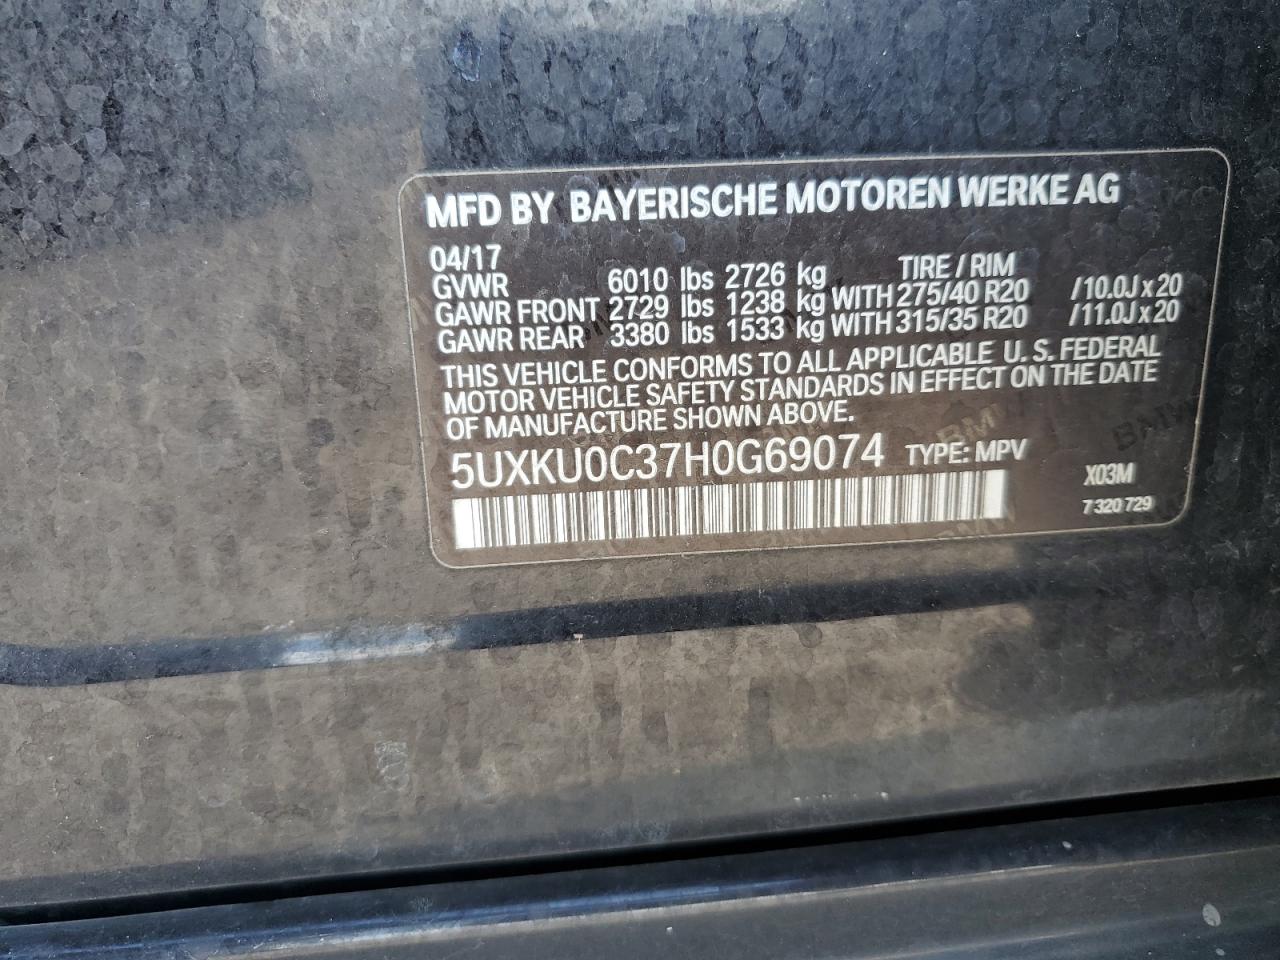 MFD BY BAYERISCHE MOTOREN WERKE AG
04/17
GVWR 6010 lbs 2726 kg TIRE / RIM
GAWR FRONT 2729 lbs 1238 kg WITH 275/40 R20 /10.0J x 20
GAWR REAR 3380 lbs 1533 kg WITH 315/35 R20 /11.0J x 20
THIS VEHICLE CONFORMS TO ALL APPLICABLE U. S. FEDERAL
MOTOR VEHICLE SAFETY STANDARDS IN EFFECT ON THE DATE
OF MANUFACTURE SHOWN ABOVE.
5UXKU0C37H0G69074 TYPE: MPV
X03M
7 320 729